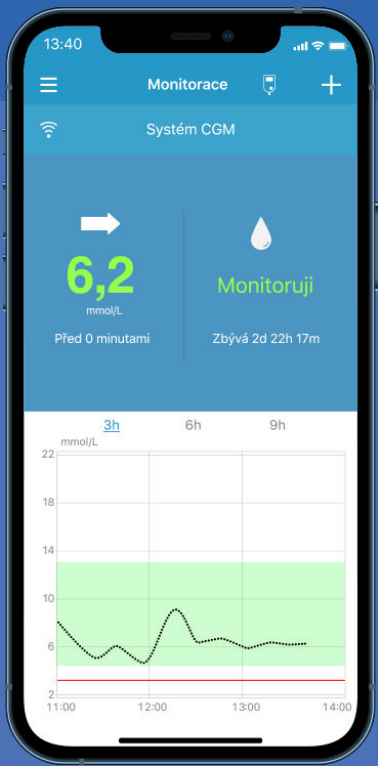 13:40
Monitorace
Systém CGM
6,2
mmol/L
Před 0 minutami
Monitoruji
Zbývá 2d 22h 17m
3h 6h 9h
mmol/L
22
18
14
10
6
2
11:00 12:00 13:00 14:00